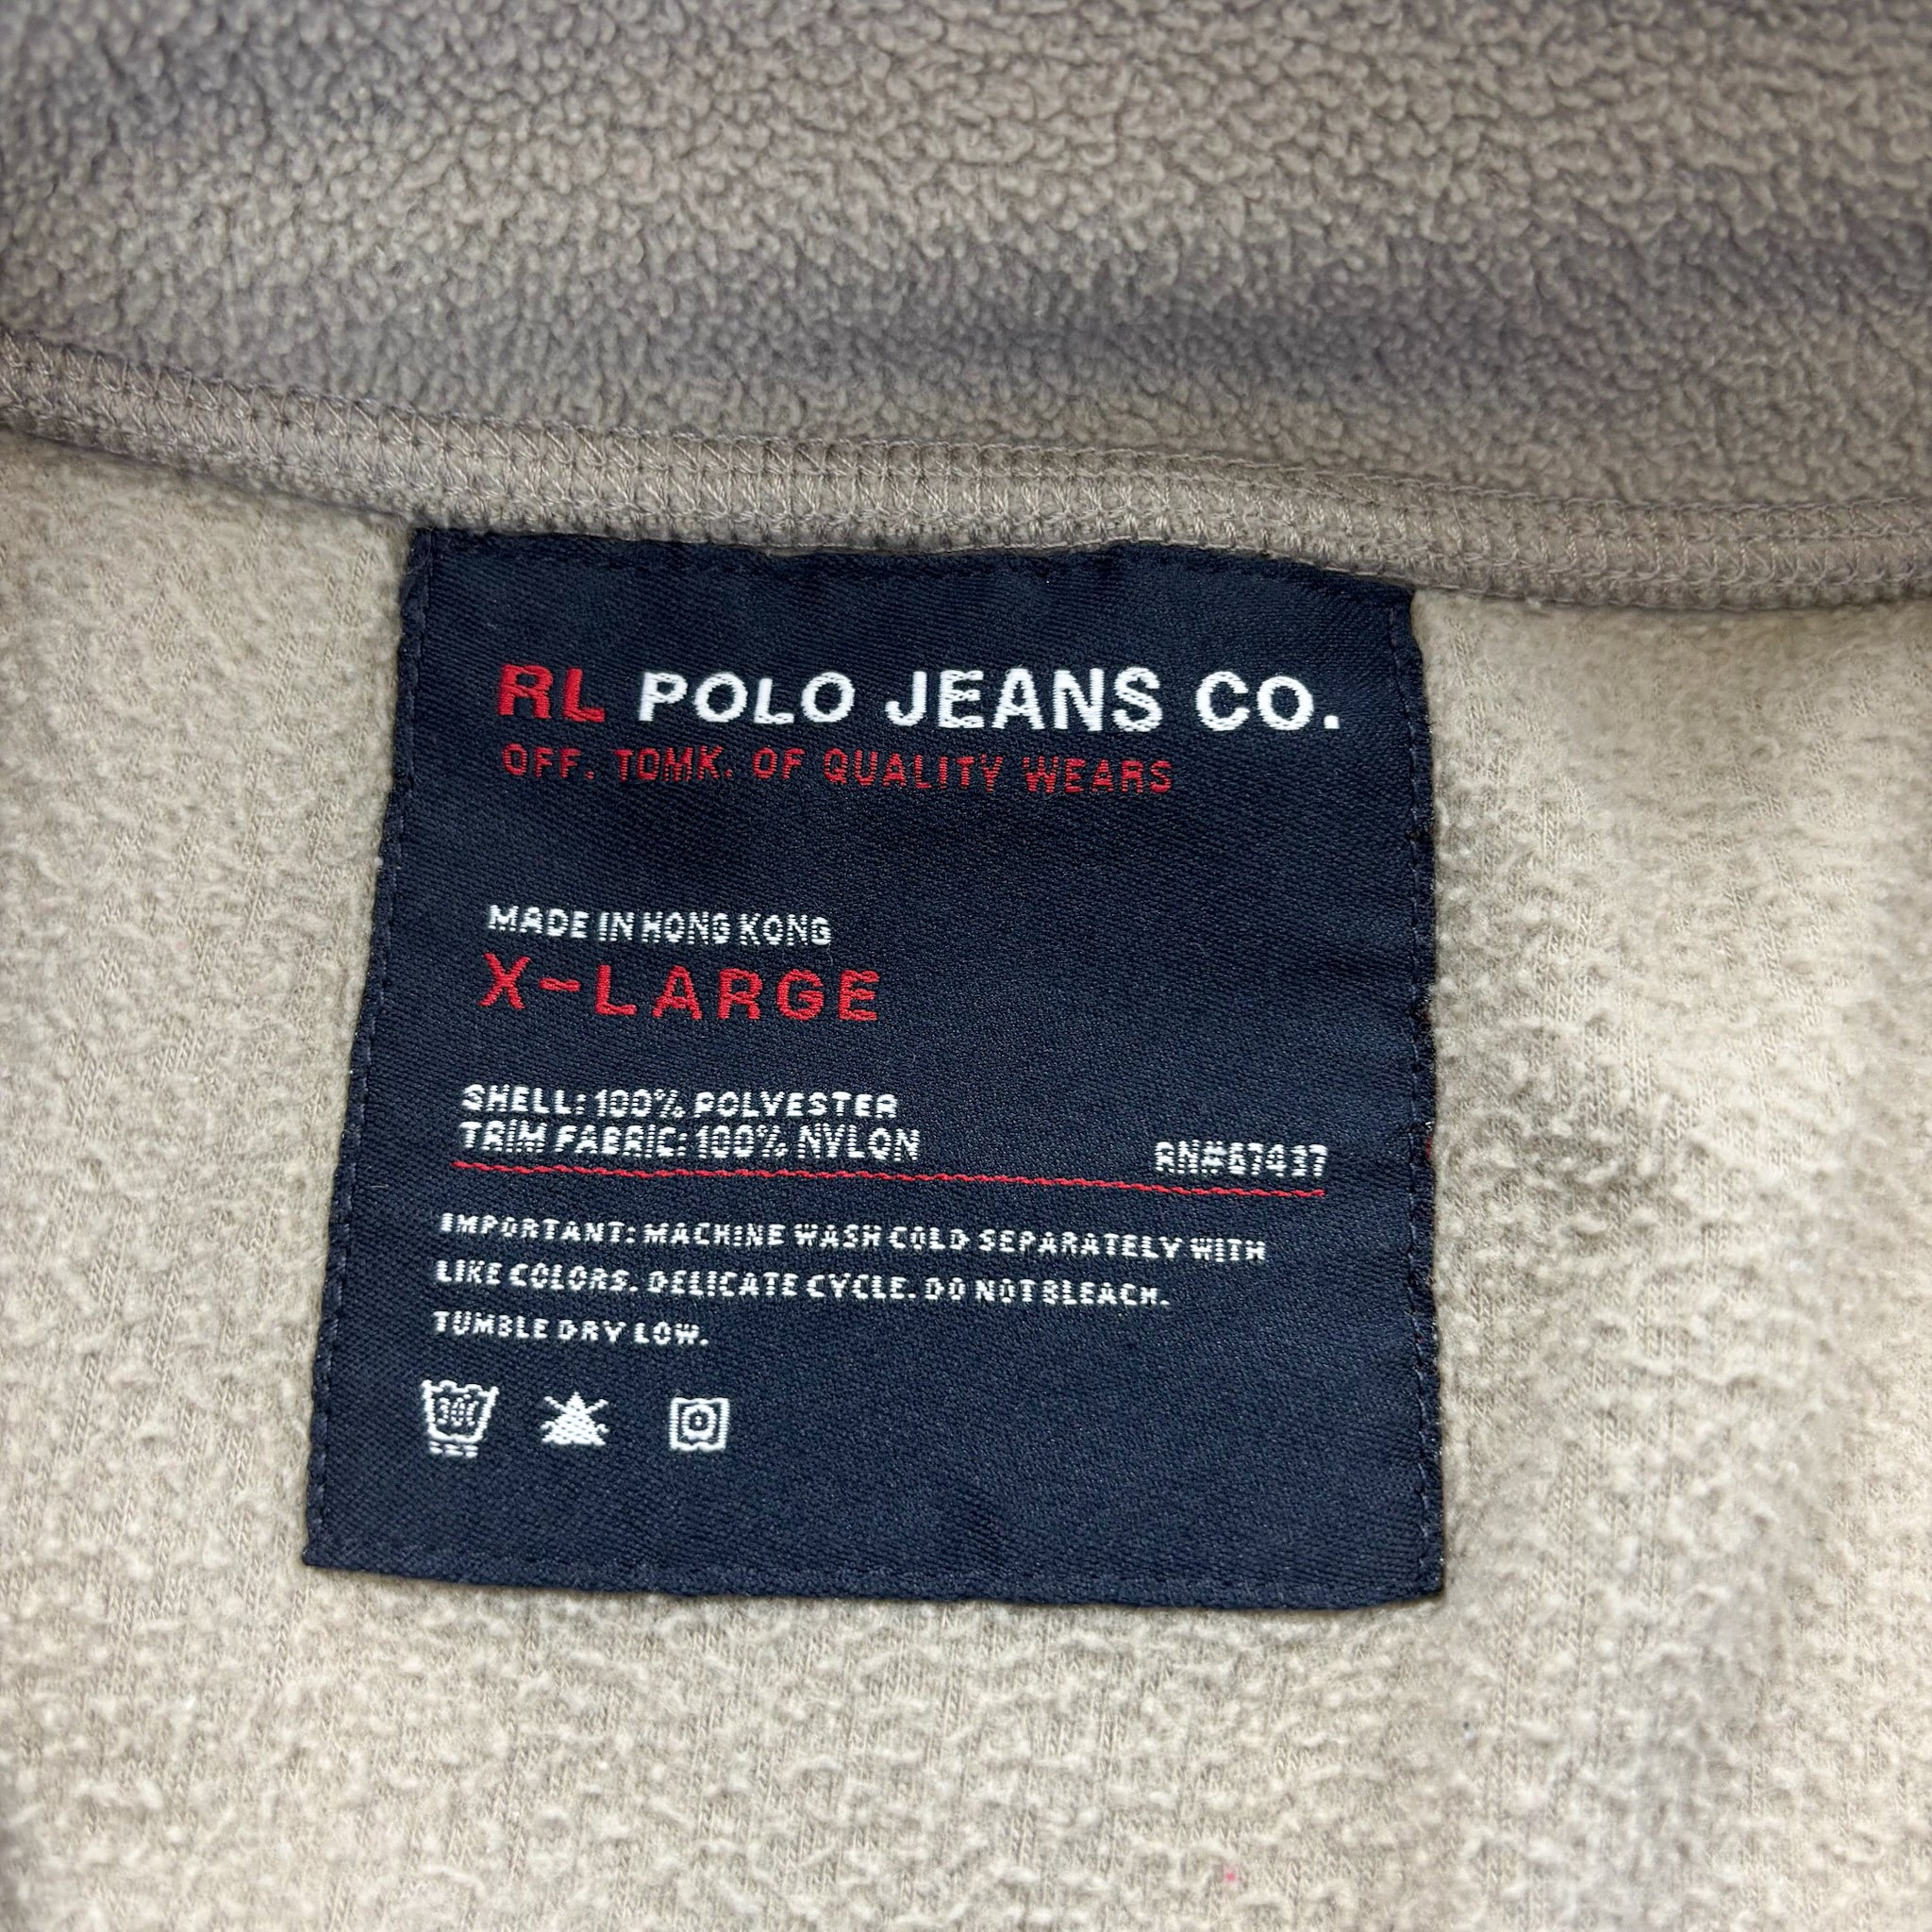 RL POLO JEANS CO.
OFF. TDMK. OF QUALITY WEARS
MADE IN HONG KONG
X-LARGE
SHELL: 100% POLYESTER
TRIM FABRIC: 100% NYLON
RN#67437
IMPORTANT: MACHINE WASH COLD SEPARATELY WITH
LIKE COLORS. DELICATE CYCLE. DO NOT BLEACH.
TUMBLE DRY LOW.